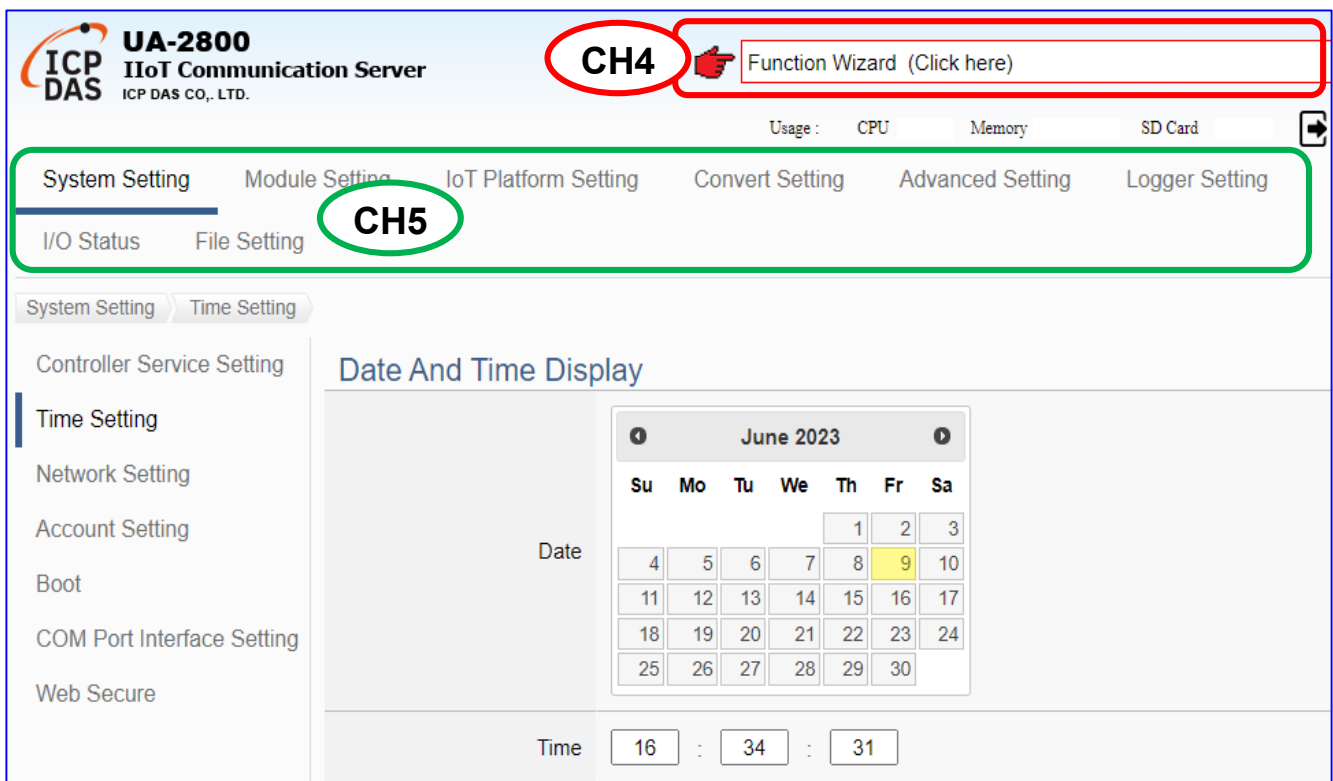 ICP
DAS
UA-2800
IIoT Communication Server
ICP DAS CO,. LTD.
CH4
Function Wizard (Click here)
Usage : CPU Memory SD Card
System Setting Module Setting IoT Platform Setting Convert Setting Advanced Setting Logger Setting
CH5
I/O Status File Setting
System Setting Time Setting
Controller Service Setting
Time Setting
Network Setting
Account Setting
Boot
COM Port Interface Setting
Web Secure
Date And Time Display
Date
June 2023
Su Mo Tu We Th Fr Sa
1 2 3
4 5 6 7 8 9 10
11 12 13 14 15 16 17
18 19 20 21 22 23 24
25 26 27 28 29 30
Time 16 : 34 : 31